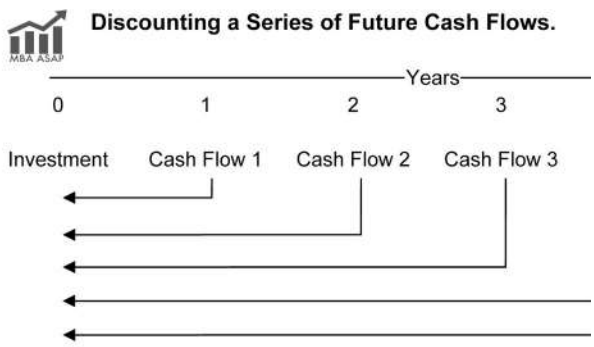 Discounting a Series of Future Cash Flows.
MBA ASAP
Years
0 1 2 3
Investment Cash Flow 1 Cash Flow 2 Cash Flow 3